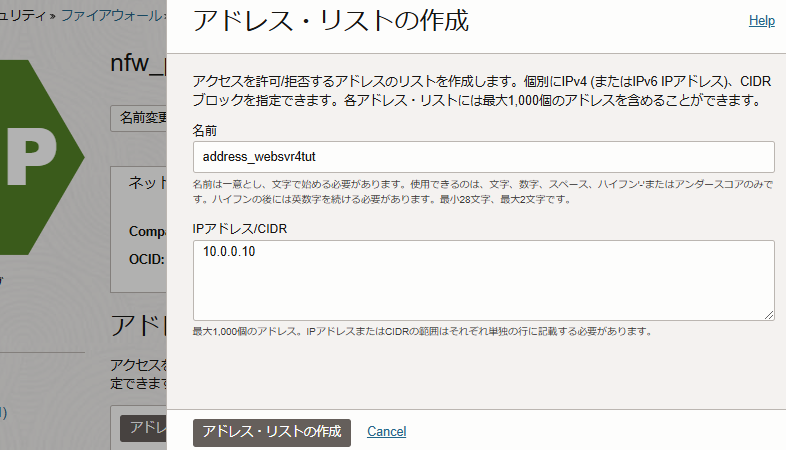 ュリティ » ファイアウォール »
アドレス・リストの作成
Help
nfw_
P
アクセスを許可/拒否するアドレスのリストを作成します。個別にIPv4 (またはIPv6 IPアドレス)、CIDR
ブロックを指定できます。各アドレス・リストには最大1,000個のアドレスを含めることができます。
名前変更
名前
address_websvr4tut
ネット
名前は一意とし、文字で始める必要があります。使用できるのは、文字、数字、スペース、ハイフン'-'またはアンダースコアのみで
す。ハイフンの後には英数字を続ける必要があります。最小28文字、最大2文字です。
Compa
IPアドレス/CIDR
OCID:
10.0.0.10
アド
最大1,000個のアドレス。IPアドレスまたはCIDRの範囲はそれぞれ単独の行に記載する必要があります。
アクセスを
定できます
アドレ
アドレス・リストの作成
Cancel